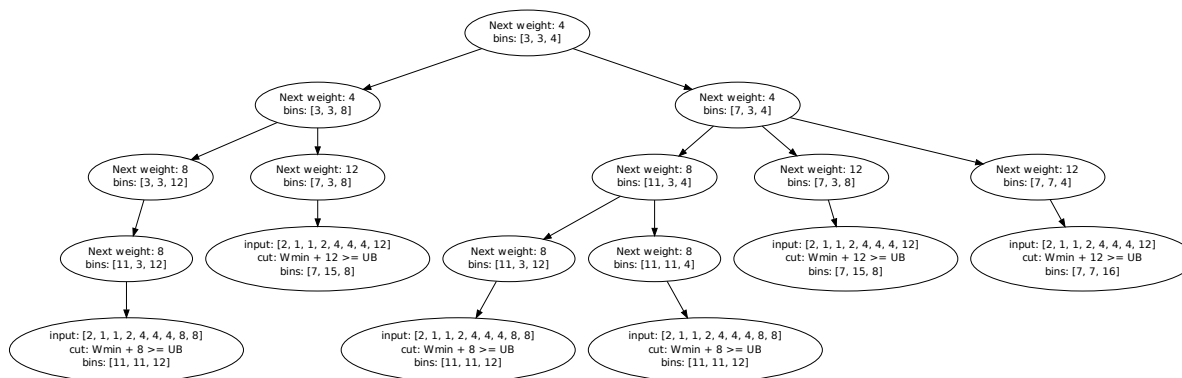 Next weight: 4
bins: [3, 3, 4]
Next weight: 4
bins: [3, 3, 8]
Next weight: 4
bins: [7, 3, 4]
Next weight: 8
bins: [3, 3, 12]
Next weight: 12
bins: [7, 3, 8]
Next weight: 8
bins: [11, 3, 4]
Next weight: 12
bins: [7, 3, 8]
Next weight: 12
bins: [7, 7, 4]
Next weight: 8
bins: [11, 3, 12]
input: [2, 1, 1, 2, 4, 4, 4, 12]
cut: Wmin + 12 >= UB
bins: [7, 15, 8]
Next weight: 8
bins: [11, 3, 12]
Next weight: 8
bins: [11, 11, 4]
input: [2, 1, 1, 2, 4, 4, 4, 12]
cut: Wmin + 12 >= UB
bins: [7, 15, 8]
input: [2, 1, 1, 2, 4, 4, 4, 12]
cut: Wmin + 12 >= UB
bins: [7, 7, 16]
input: [2, 1, 1, 2, 4, 4, 4, 8, 8]
cut: Wmin + 8 >= UB
bins: [11, 11, 12]
input: [2, 1, 1, 2, 4, 4, 4, 8, 8]
cut: Wmin + 8 >= UB
bins: [11, 11, 12]
input: [2, 1, 1, 2, 4, 4, 4, 8, 8]
cut: Wmin + 8 >= UB
bins: [11, 11, 12]